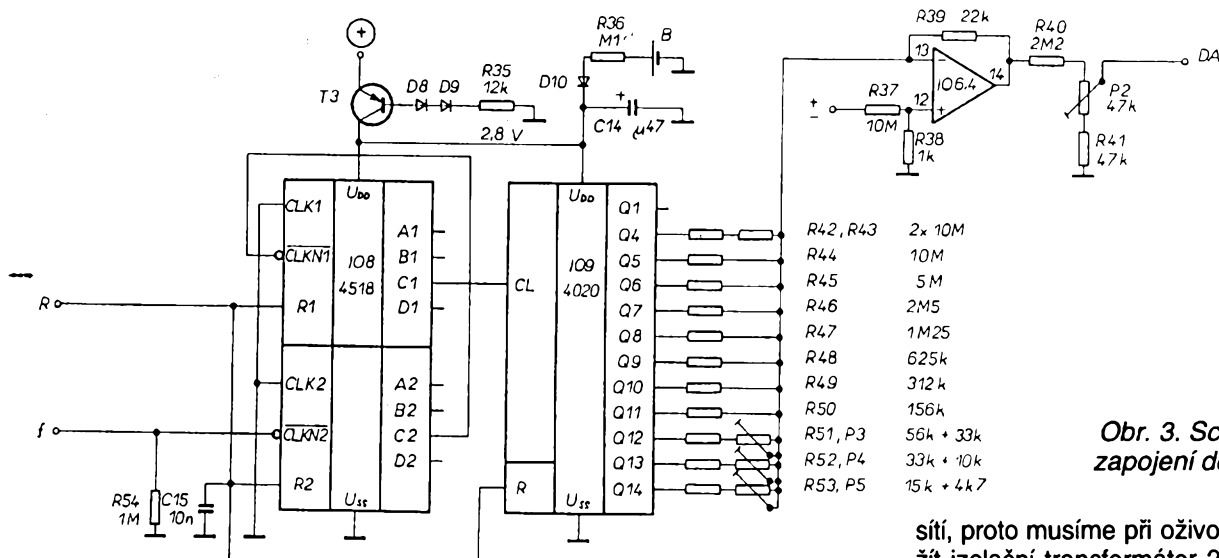 R39 22k
R36
M1
B
R40
2M2
DA
13
14
12
IO6.4
P2
47k
T3
D8 D9
R35
12k
D10
+
C14 µ47
2,8 V
R37
10M
R38
1k
R41
47k
UDD
CLK1
CLKN1
R1
IO8
4518
A1
B1
C1
D1
CLK2
CLKN2
R2
A2
B2
C2
D2
USS
UDD
CL
R
IO9
4020
USS
Q1
Q4
Q5
Q6
Q7
Q8
Q9
Q10
Q11
Q12
Q13
Q14
R42, R43 2x 10M
R44 10M
R45 5M
R46 2M5
R47 1M25
R48 625k
R49 312k
R50 156k
R51, P3 56k + 33k
R52, P4 33k + 10k
R53, P5 15k + 4k7
R
f
R54
1M
C15
10n
Obr. 3. Sc
zapojení d
sítí, proto musíme při oživo
žít izolační transformátor 2